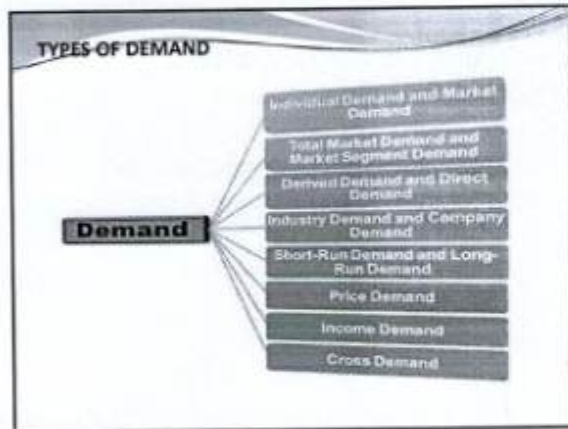 TYPES OF DEMAND
Demand
Individual Demand and Market
Demand
Total Market Demand and
Market Segment Demand
Derived Demand and Direct
Demand
Industry Demand and Company
Demand
Short-Run Demand and Long-
Run Demand
Price Demand
Income Demand
Cross Demand